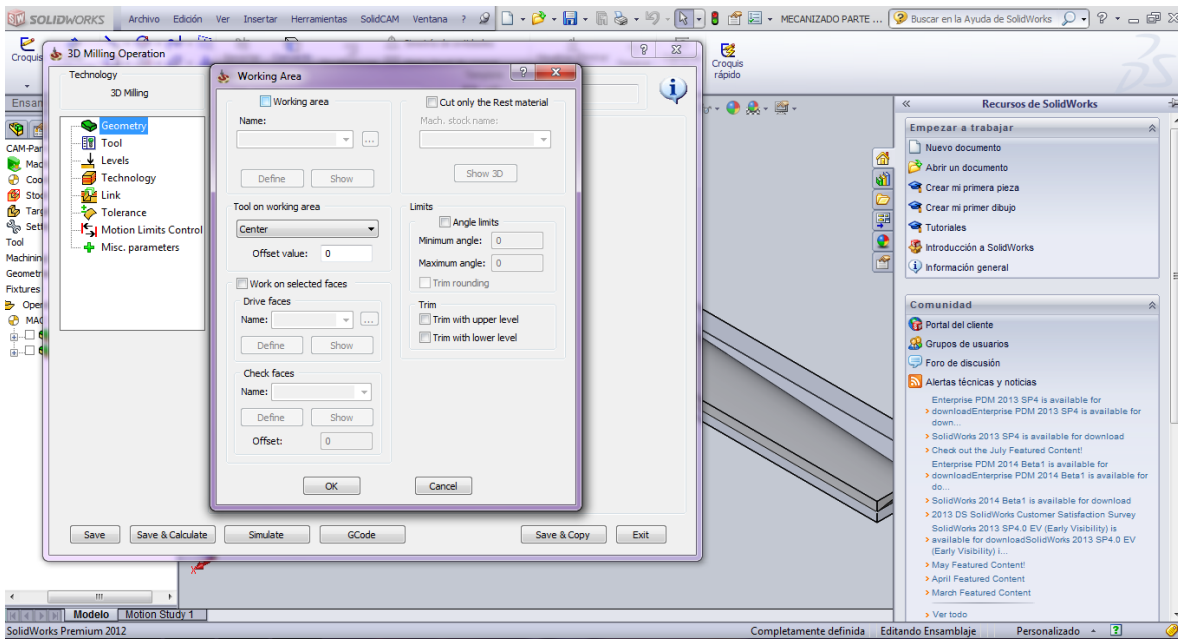 SOLIDWORKS Archivo Edición Ver Insertar Herramientas SolidCAM Ventana ? MECANIZADO PARTE ... Buscar en la Ayuda de SolidWorks
Croquis
Croquis
rápido
Ensam
3D Milling Operation
Technology
3D Milling
Geometry
Tool
Levels
Technology
Link
Tolerance
Motion Limits Control
Misc. parameters
CAM-Par
Mac
Coo
Stoc
Targ
Sett
Tool
Machinin
Geometr
Fixtures
Oper
MAC
Working Area
Working area
Name:
...
Define Show
Tool on working area
Center
Offset value: 0
Work on selected faces
Drive faces
Name:
...
Define Show
Check faces
Name:
Define Show
Offset: 0
Cut only the Rest material
Mach. stock name:
Show 3D
Limits
Angle limits
Minimum angle: 0
Maximum angle: 0
Trim rounding
Trim
Trim with upper level
Trim with lower level
OK Cancel
Save Save & Calculate Simulate GCode Save & Copy Exit
Recursos de SolidWorks
Empezar a trabajar
Nuevo documento
Abrir un documento
Crear mi primera pieza
Crear mi primer dibujo
Tutoriales
Introducción a SolidWorks
Información general
Comunidad
Portal del cliente
Grupos de usuarios
Foro de discusión
Alertas técnicas y noticias
Enterprise PDM 2013 SP4 is available for
downloadEnterprise PDM 2013 SP4 is available for
down...
SolidWorks 2013 SP4 is available for download
Check out the July Featured Content!
Enterprise PDM 2014 Beta1 is available for
downloadEnterprise PDM 2014 Beta1 is available for
do...
SolidWorks 2014 Beta1 is available for download
2013 DS SolidWorks Customer Satisfaction Survey
SolidWorks 2013 SP4.0 EV (Early Visibility) is
available for downloadSolidWorks 2013 SP4.0 EV
(Early Visibility) i...
May Featured Content!
April Featured Content
March Featured Content
Ver todo
X
Modelo Motion Study 1
SolidWorks Premium 2012 Completamente definida Editando Ensamblaje Personalizado